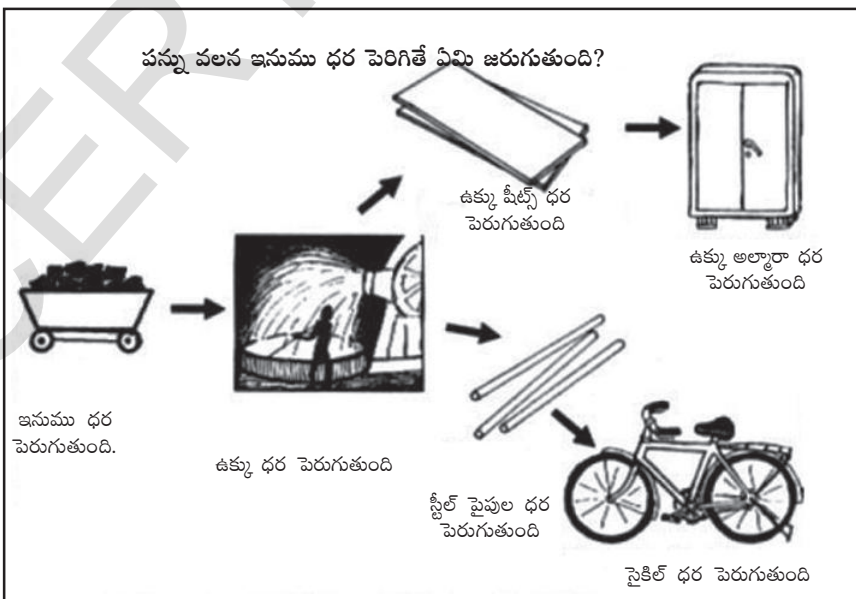 పన్ను వలన ఇనుము ధర పెరిగితే ఏమి జరుగుతుంది?
ఉక్కు షీట్స్ ధర
పెరుగుతుంది
ఉక్కు అల్మారా ధర
పెరుగుతుంది
ఇనుము ధర
పెరుగుతుంది.
ఉక్కు ధర పెరుగుతుంది
స్టీల్ పైపుల ధర
పెరుగుతుంది
సైకిల్ ధర పెరుగుతుంది